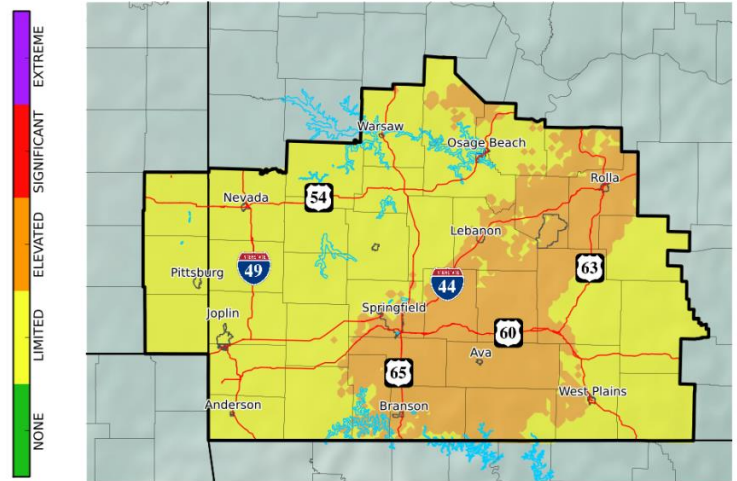 EXTREME
SIGNIFICANT
ELEVATED
LIMITED
NONE
Warsaw
Osage Beach
Rolla
54
Nevada
Lebanon
63
49
44
Pittsburg
Springfield
Joplin
60
Ava
65
West Plains
Anderson
Branson